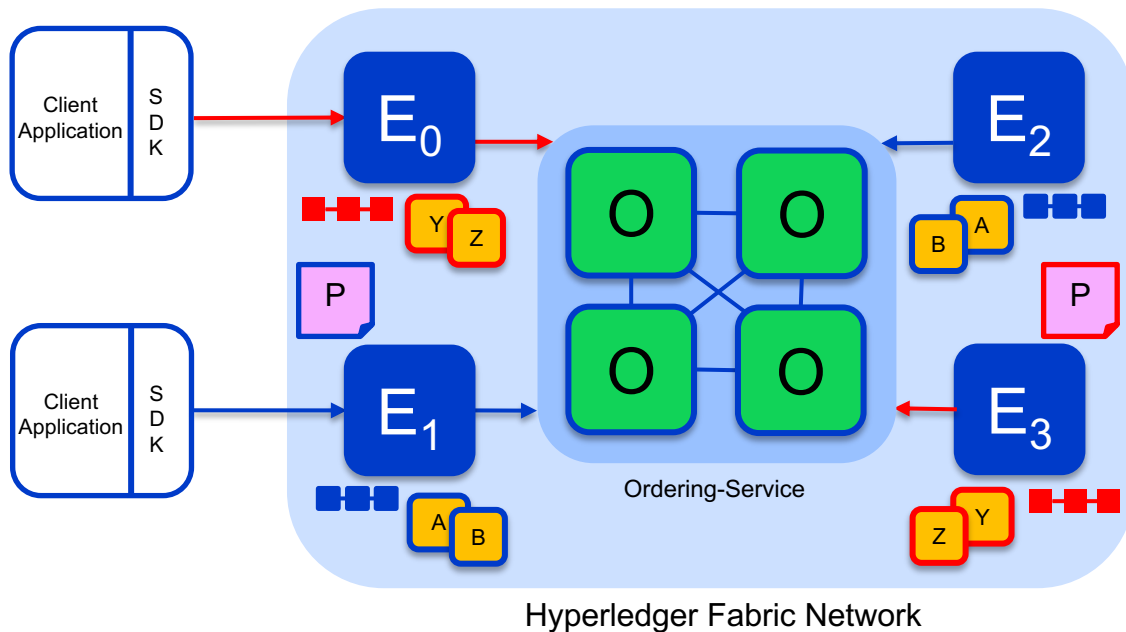 Client
Application
S
D
K
E0
E2
O
O
Y
Z
A
B
P
P
O
O
Client
Application
S
D
K
E1
E3
Ordering-Service
A
B
Y
Z
Hyperledger Fabric Network